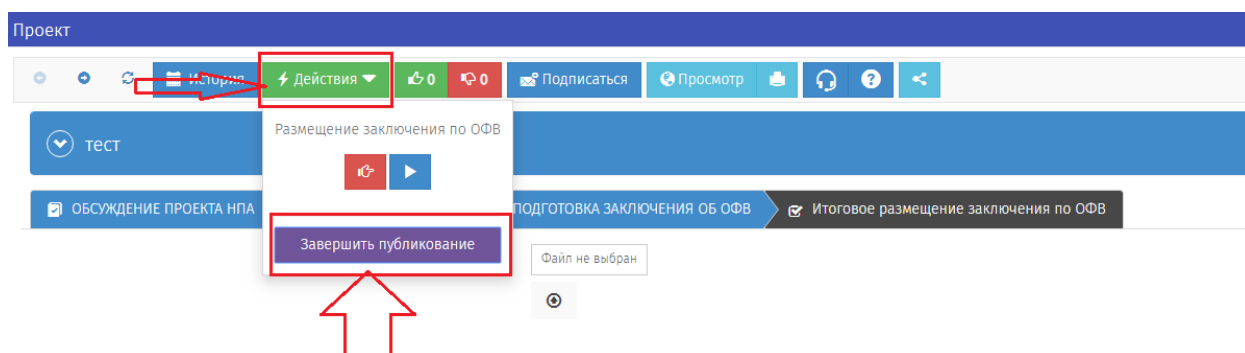 Проект
История Действия 0 0 Подписаться Просмотр
тест
Размещение заключения по ОФВ
ОБСУЖДЕНИЕ ПРОЕКТА НПА ПОДГОТОВКА ЗАКЛЮЧЕНИЯ ОБ ОФВ Итоговое размещение заключения по ОФВ
Завершить публикование
Файл не выбран